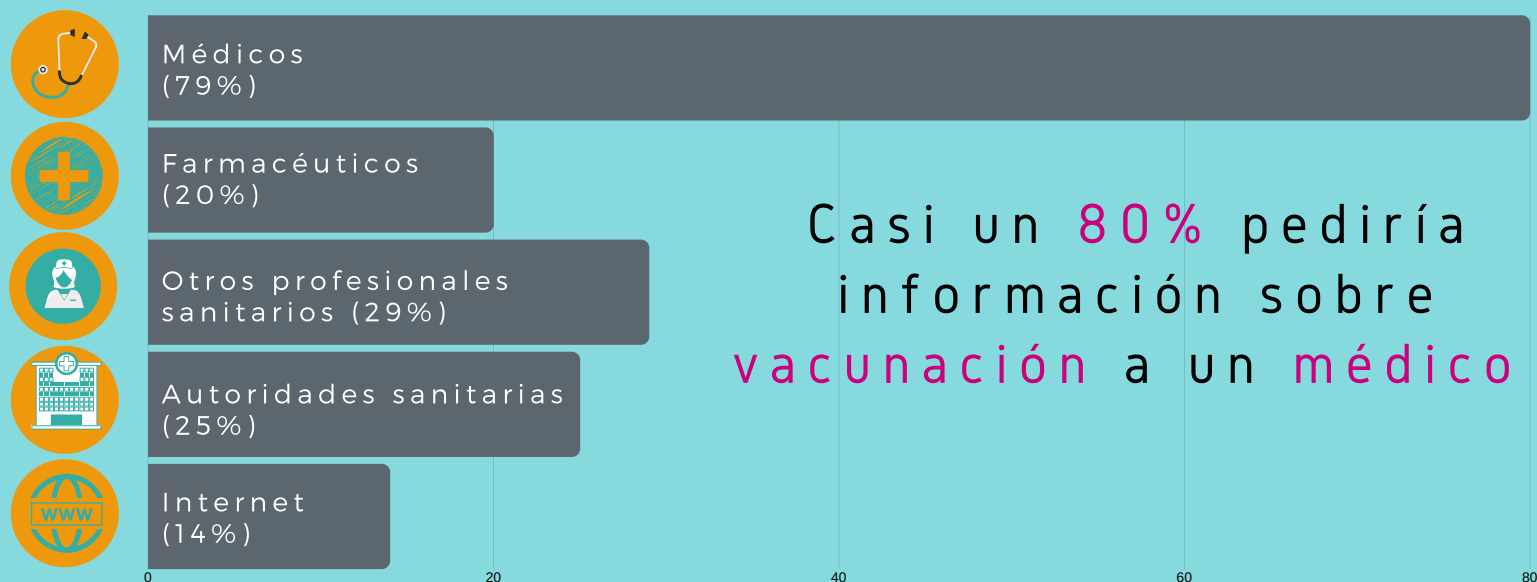 Médicos
(79%)
Farmacéuticos
(20%)
Otros profesionales
sanitarios (29%)
Autoridades sanitarias
(25%)
WWW
Internet
(14%)
Casi un 80% pediría
información sobre
vacunación a un médico
0 20 40 60 80